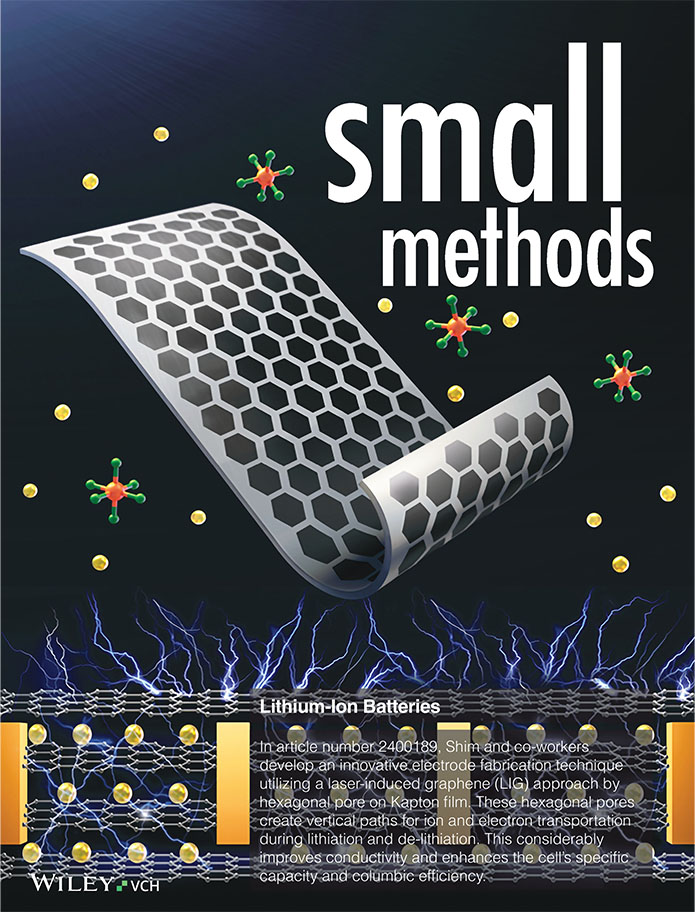 small
methods
Lithium-Ion Batteries
In article number 2400189, Shim and co-workers
develop an innovative electrode fabrication technique
utilizing a laser-induced graphene (LIG) approach by
hexagonal pore on Kapton film. These hexagonal pores
create vertical paths for ion and electron transportation
during lithiation and de-lithiation. This considerably
improves conductivity and enhances the cell's specific
capacity and columbic efficiency.
WILEY-VCH